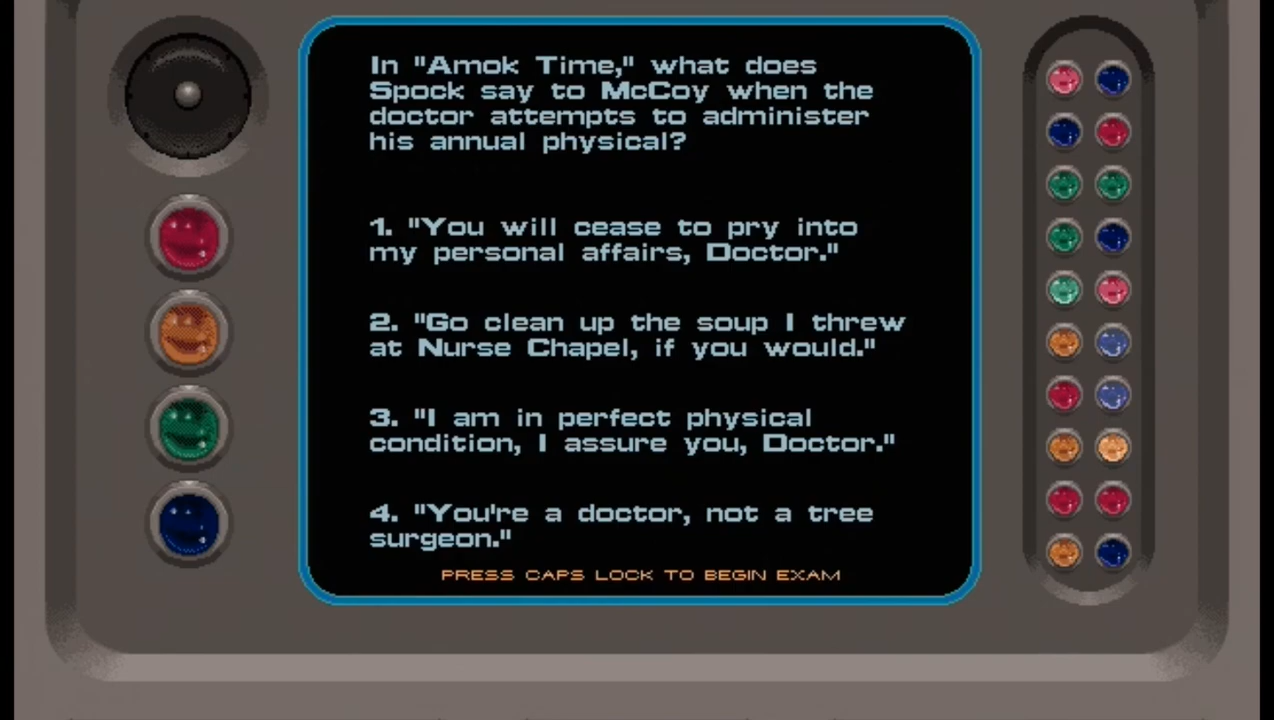 In "Amok Time," what does
Spock say to McCoy when the
doctor attempts to administer
his annual physical?
1. "You will cease to pry into
my personal affairs, Doctor."
2. "Go clean up the soup I threw
at Nurse Chapel, if you would."
3. "I am in perfect physical
condition, I assure you, Doctor."
4. "You're a doctor, not a tree
surgeon."
PRESS CAPS LOCK TO BEGIN EXAM